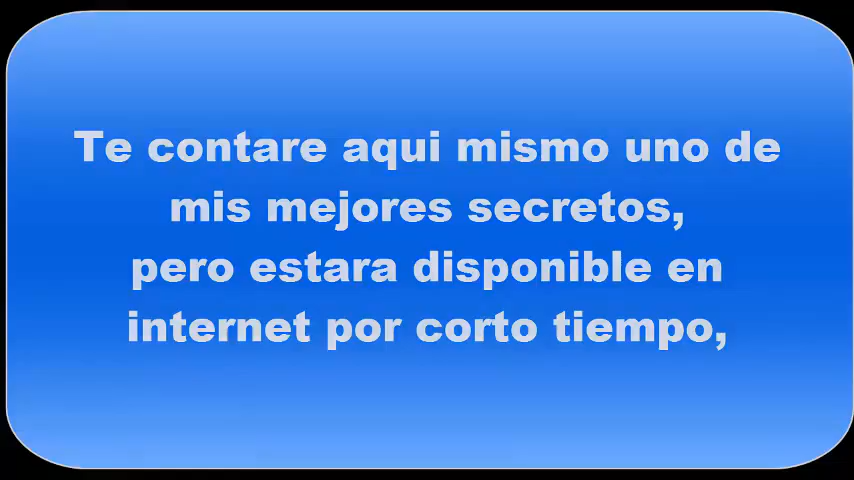 Te contare aqui mismo uno de
mis mejores secretos,
pero estara disponible en
internet por corto tiempo,